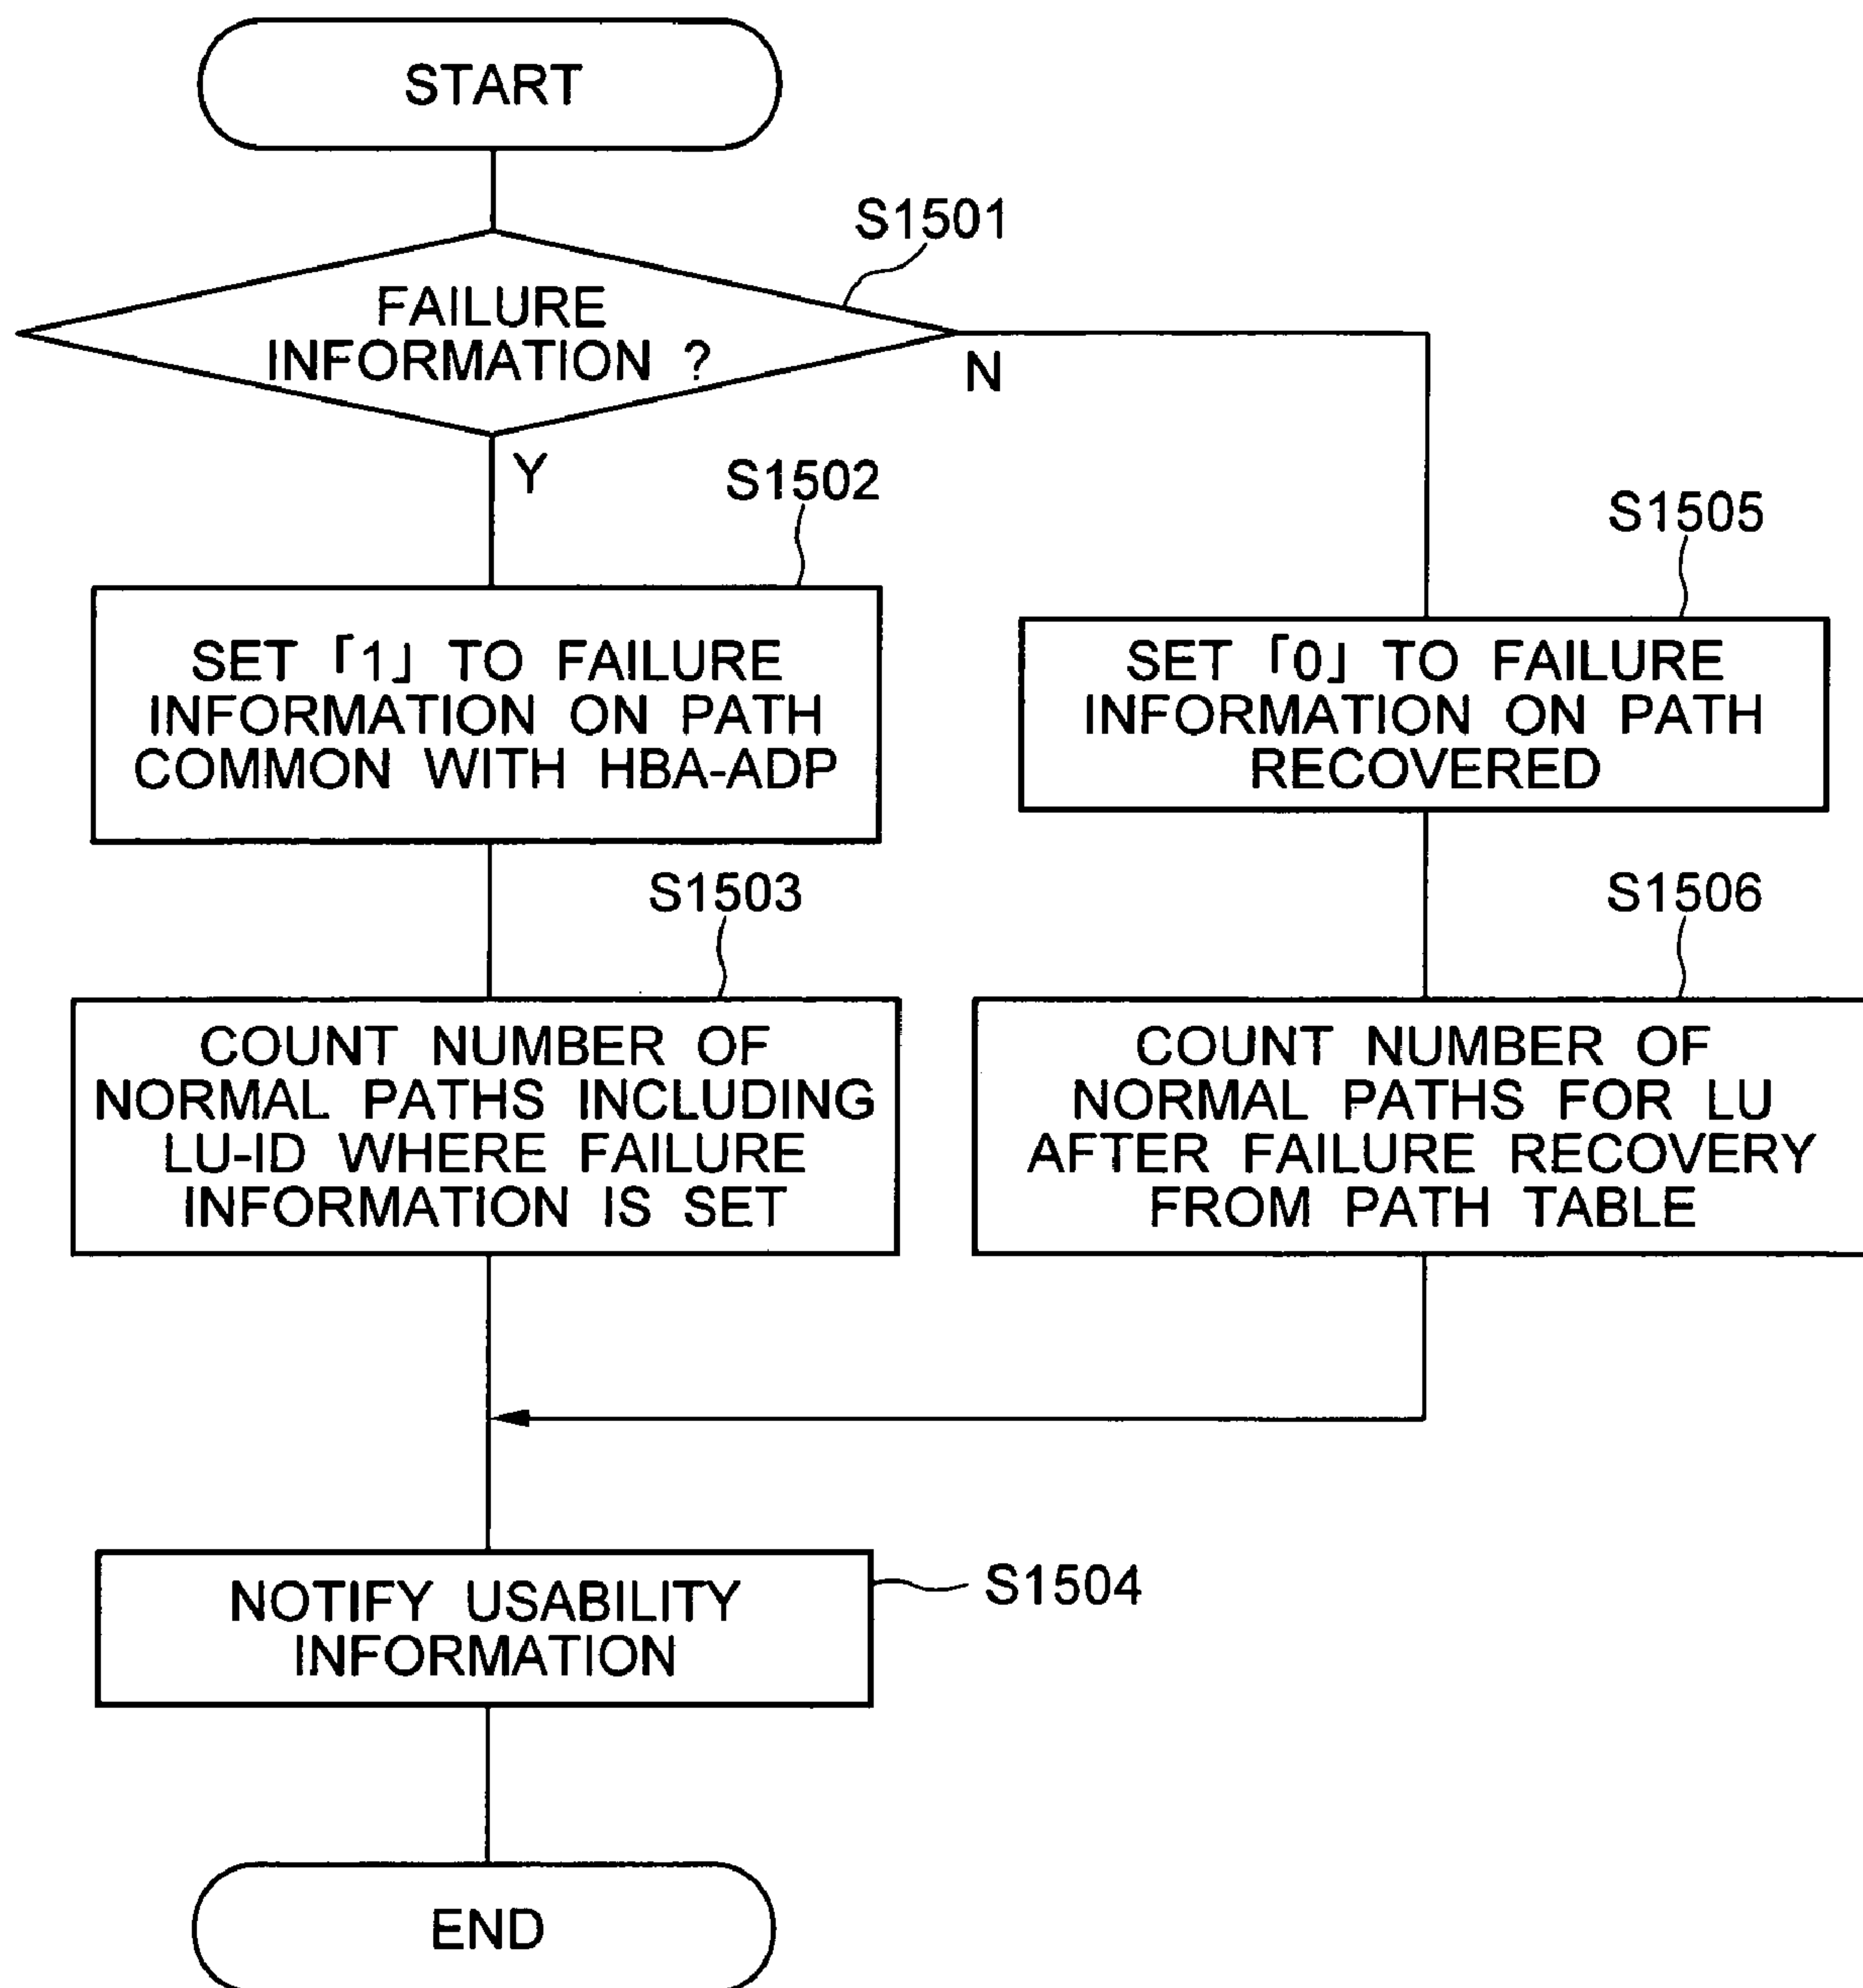 START
S1501
FAILURE
INFORMATION ?
N
Y
S1502
S1505
SET 「1」 TO FAILURE
INFORMATION ON PATH
COMMON WITH HBA-ADP
SET 「0」 TO FAILURE
INFORMATION ON PATH
RECOVERED
S1503
S1506
COUNT NUMBER OF
NORMAL PATHS INCLUDING
LU-ID WHERE FAILURE
INFORMATION IS SET
COUNT NUMBER OF
NORMAL PATHS FOR LU
AFTER FAILURE RECOVERY
FROM PATH TABLE
NOTIFY USABILITY
INFORMATION
S1504
END